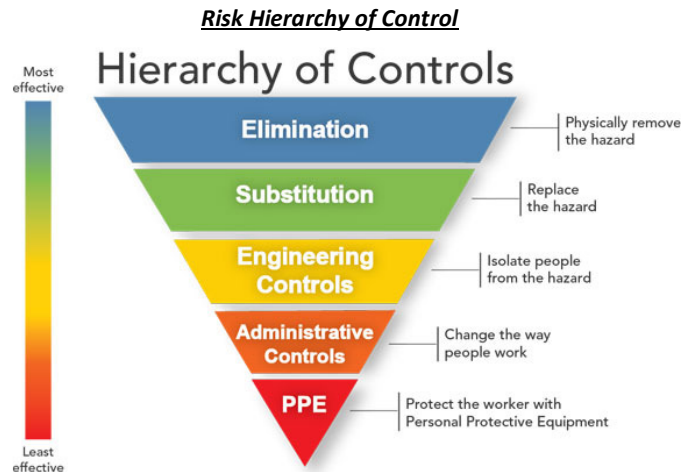 Risk Hierarchy of Control
Hierarchy of Controls
Most
effective
Elimination
Physically remove
the hazard
Substitution
Replace
the hazard
Engineering
Controls
Isolate people
from the hazard
Administrative
Controls
Change the way
people work
PPE
Protect the worker with
Personal Protective Equipment
Least
effective